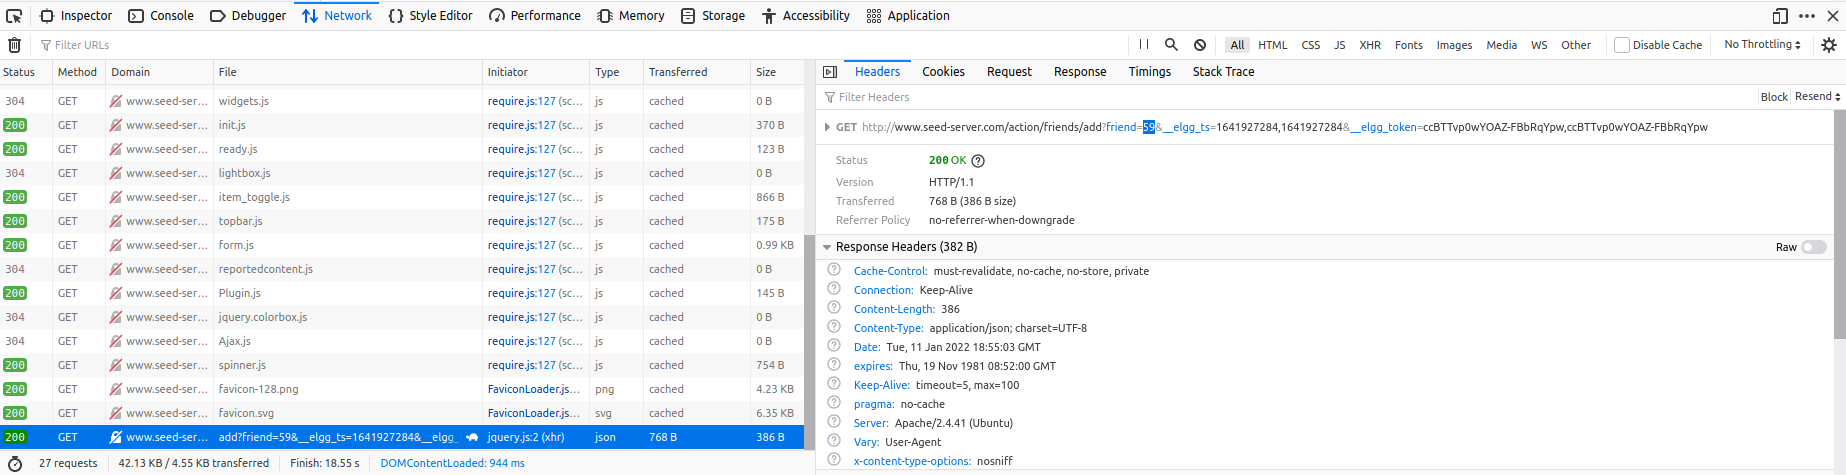 Inspector Console Debugger Network Style Editor Performance Memory Storage Accessibility Application
Filter URLs All HTML CSS JS XHR Fonts Images Media WS Other Disable Cache No Throttling
Status Method Domain File Initiator Type Transferred Size
304 GET www.seed-ser... widgets.js require.js:127 (sc... js cached 0 B
200 GET www.seed-ser... init.js require.js:127 (sc... js cached 370 B
200 GET www.seed-ser... ready.js require.js:127 (sc... js cached 123 B
304 GET www.seed-ser... lightbox.js require.js:127 (sc... js cached 0 B
200 GET www.seed-ser... item_toggle.js require.js:127 (sc... js cached 866 B
200 GET www.seed-ser... topbar.js require.js:127 (sc... js cached 175 B
200 GET www.seed-ser... form.js require.js:127 (sc... js cached 0.99 KB
304 GET www.seed-ser... reportedcontent.js require.js:127 (sc... js cached 0 B
200 GET www.seed-ser... Plugin.js require.js:127 (sc... js cached 145 B
304 GET www.seed-ser... jquery.colorbox.js require.js:127 (sc... js cached 0 B
304 GET www.seed-ser... Ajax.js require.js:127 (sc... js cached 0 B
200 GET www.seed-ser... spinner.js require.js:127 (sc... js cached 754 B
200 GET www.seed-ser... favicon-128.png FaviconLoader.js... png cached 4.23 KB
200 GET www.seed-ser... favicon.svg FaviconLoader.js... svg cached 6.35 KB
200 GET www.seed-ser... add?friend=59&__elgg_ts=1641927284&__elgg_ jquery.js:2 (xhr) json 768 B 386 B
27 requests 42.13 KB / 4.55 KB transferred Finish: 18.55 s DOMContentLoaded: 944 ms
Headers Cookies Request Response Timings Stack Trace
Filter Headers Block Resend
GET http://www.seed-server.com/action/friends/add?friend=59&__elgg_ts=1641927284,1641927284&__elgg_token=ccBTTvp0wYOAZ-FBbRqYpw,ccBTTvp0wYOAZ-FBbRqYpw
Status 200 OK
Version HTTP/1.1
Transferred 768 B (386 B size)
Referrer Policy no-referrer-when-downgrade
Response Headers (382 B) Raw
Cache-Control: must-revalidate, no-cache, no-store, private
Connection: Keep-Alive
Content-Length: 386
Content-Type: application/json; charset=UTF-8
Date: Tue, 11 Jan 2022 18:55:03 GMT
expires: Thu, 19 Nov 1981 08:52:00 GMT
Keep-Alive: timeout=5, max=100
pragma: no-cache
Server: Apache/2.4.41 (Ubuntu)
Vary: User-Agent
x-content-type-options: nosniff